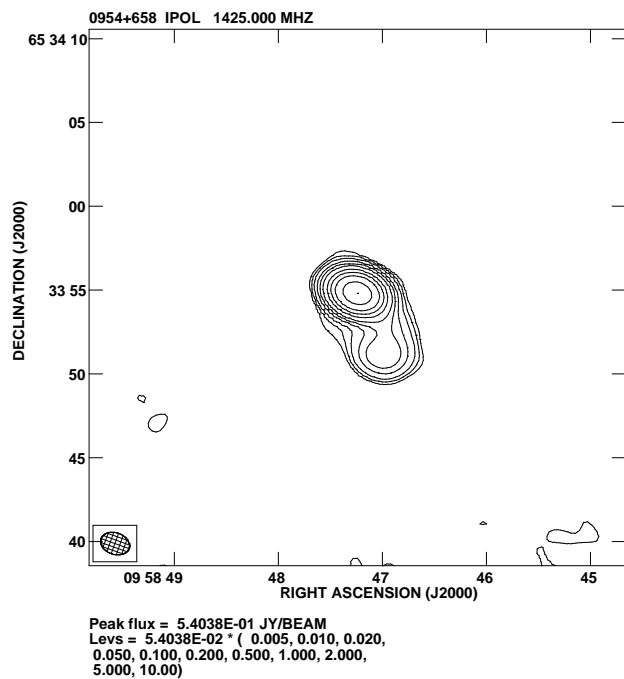 0954+658 IPOL 1425.000 MHZ
65 34 10
05
00
33 55
50
45
40
DECLINATION (J2000)
09 58 49 48 47 46 45
RIGHT ASCENSION (J2000)
Peak flux = 5.4038E-01 JY/BEAM
Levs = 5.4038E-02 * ( 0.005, 0.010, 0.020,
0.050, 0.100, 0.200, 0.500, 1.000, 2.000,
5.000, 10.00)